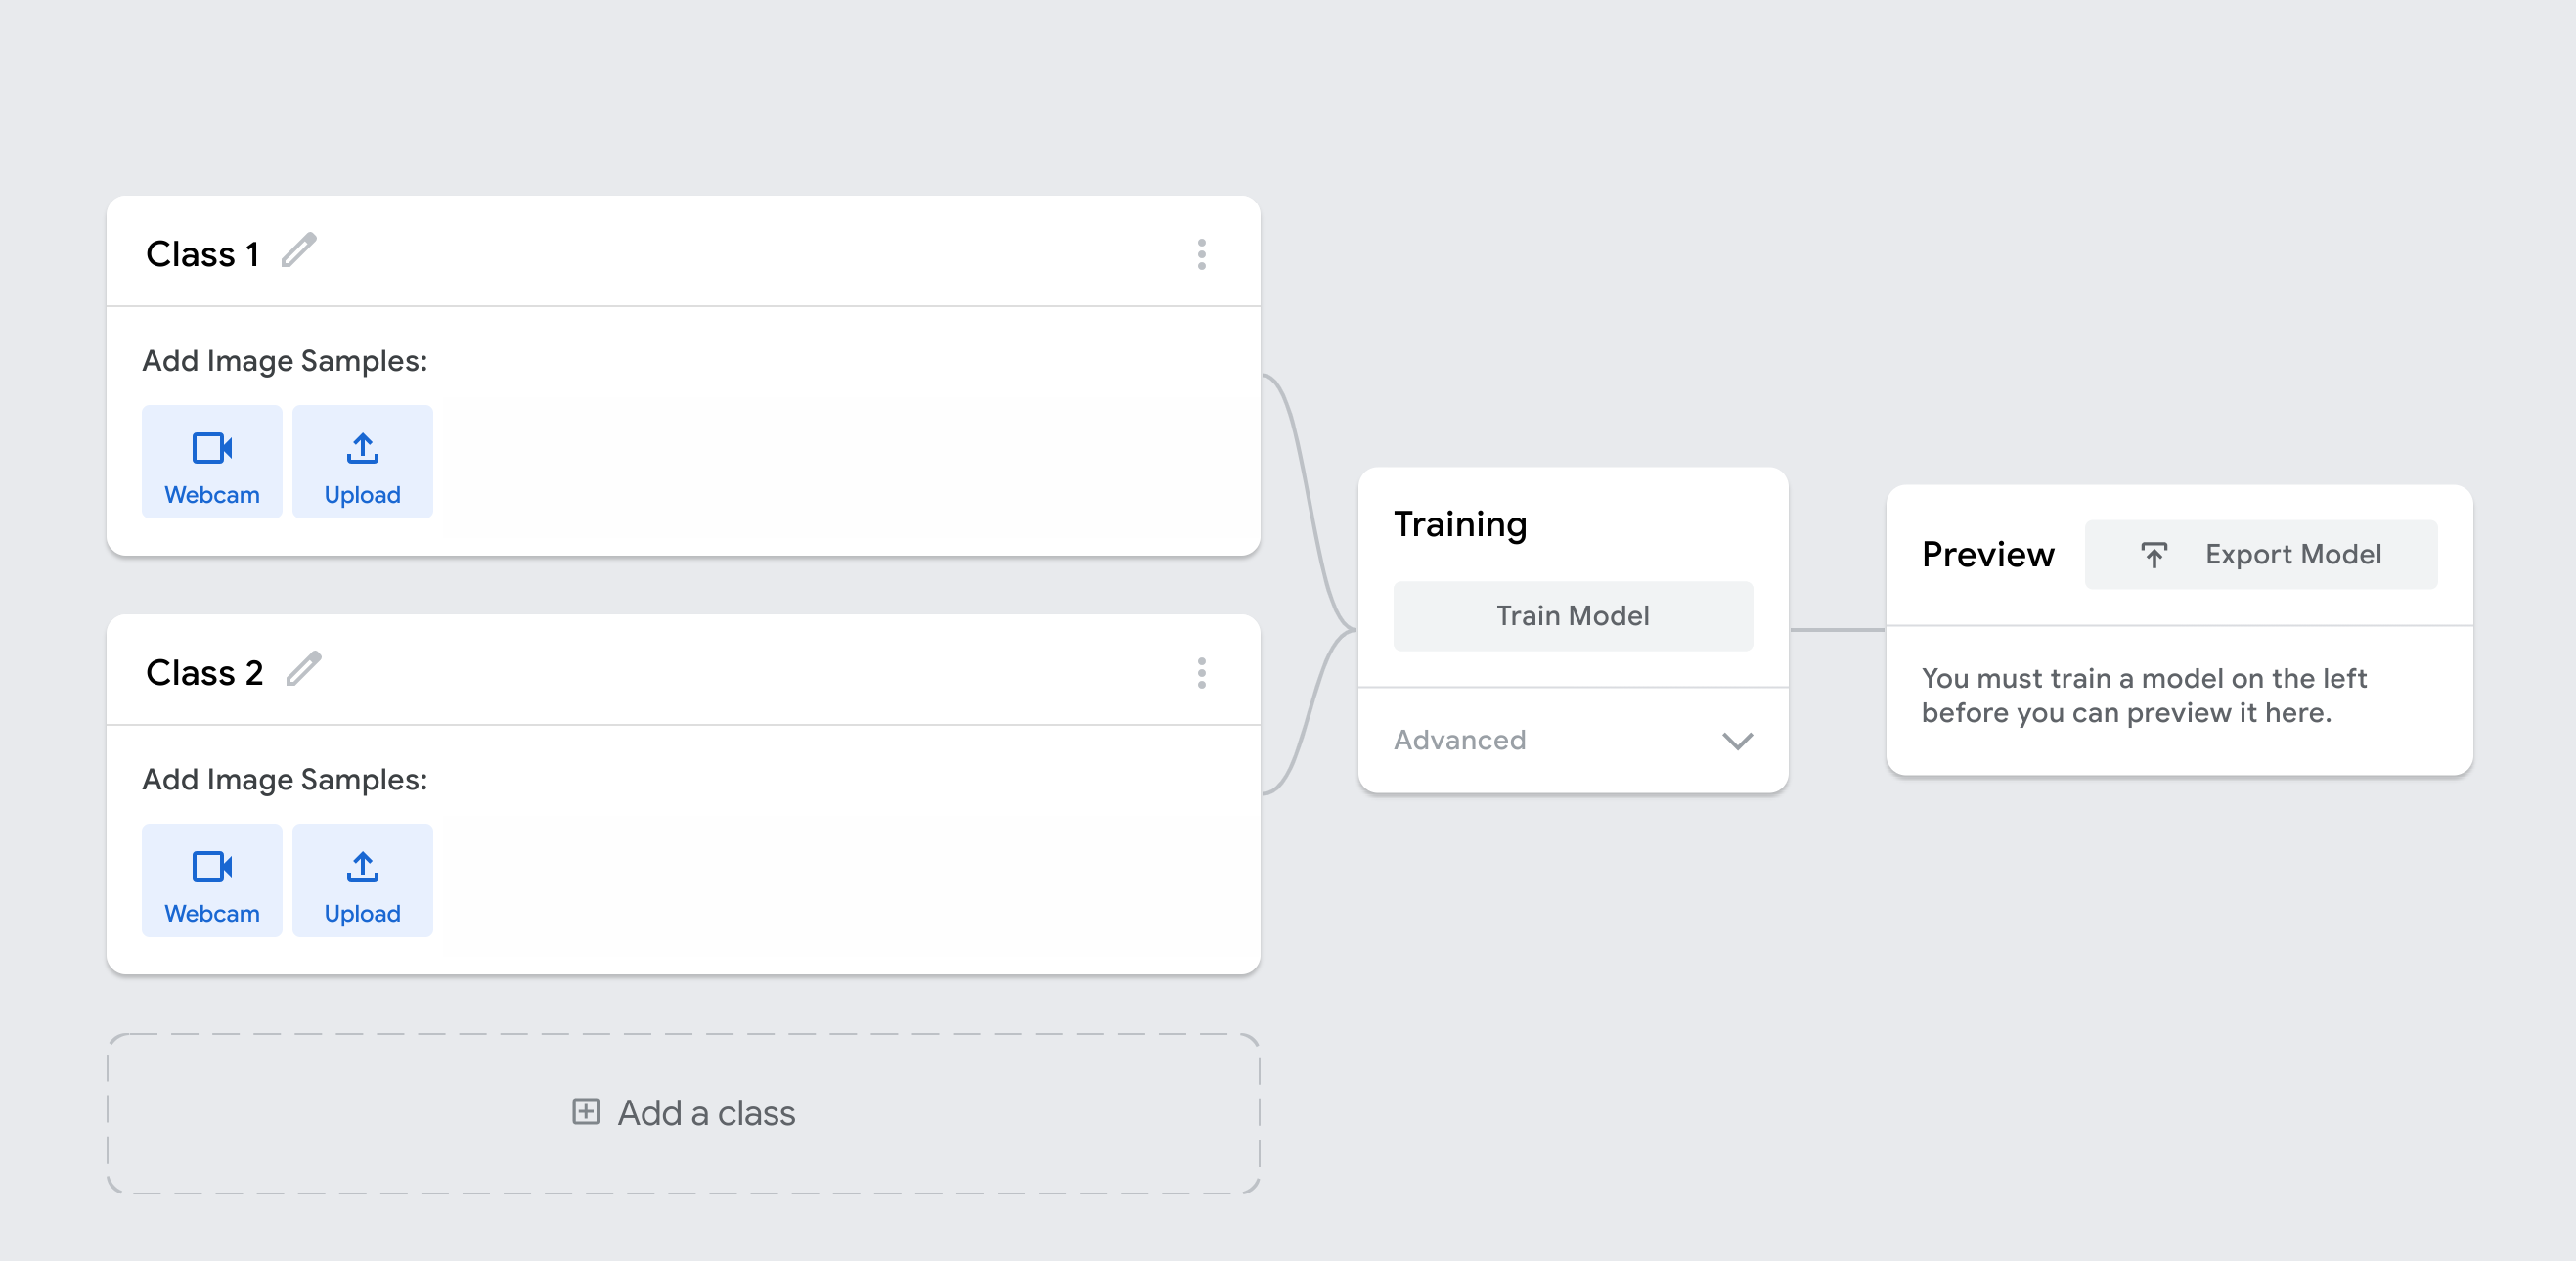 Class 1
Add Image Samples:
Webcam
Upload
Class 2
Add Image Samples:
Webcam
Upload
Add a class
Training
Train Model
Advanced
Preview
Export Model
You must train a model on the left
before you can preview it here.